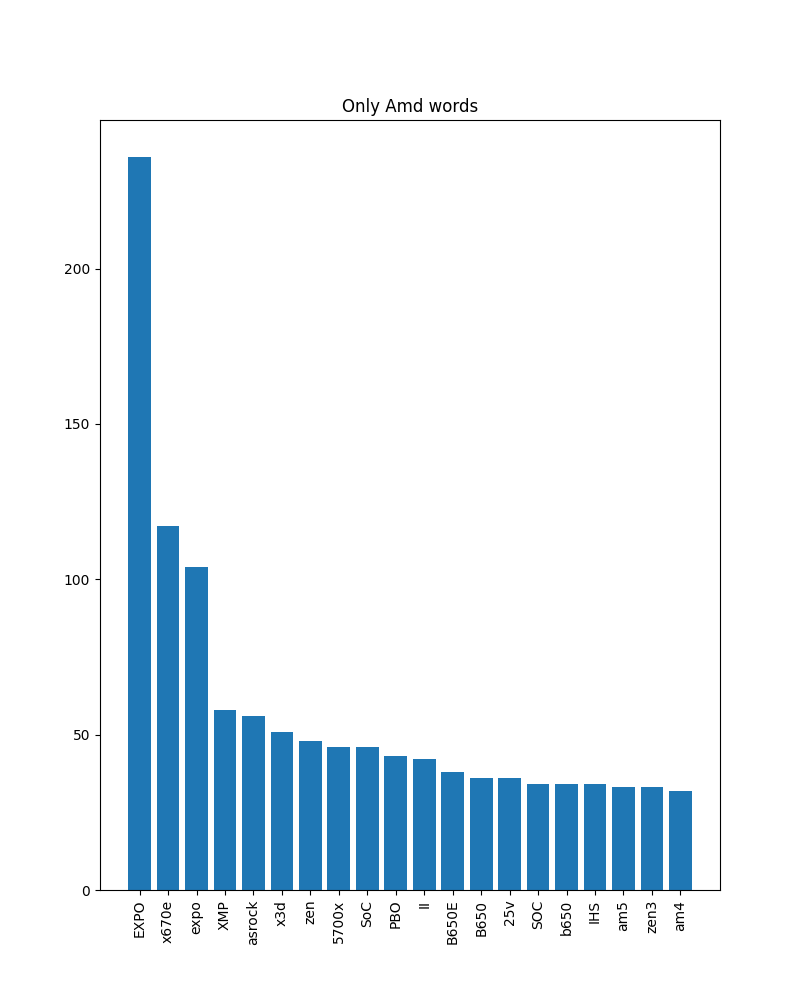 Only Amd words
200
150
100
50
0
EXPO
x670e
expo
XMP
asrock
x3d
zen
5700x
SoC
PBO
II
B650E
B650
25v
SOC
b650
IHS
am5
zen3
am4